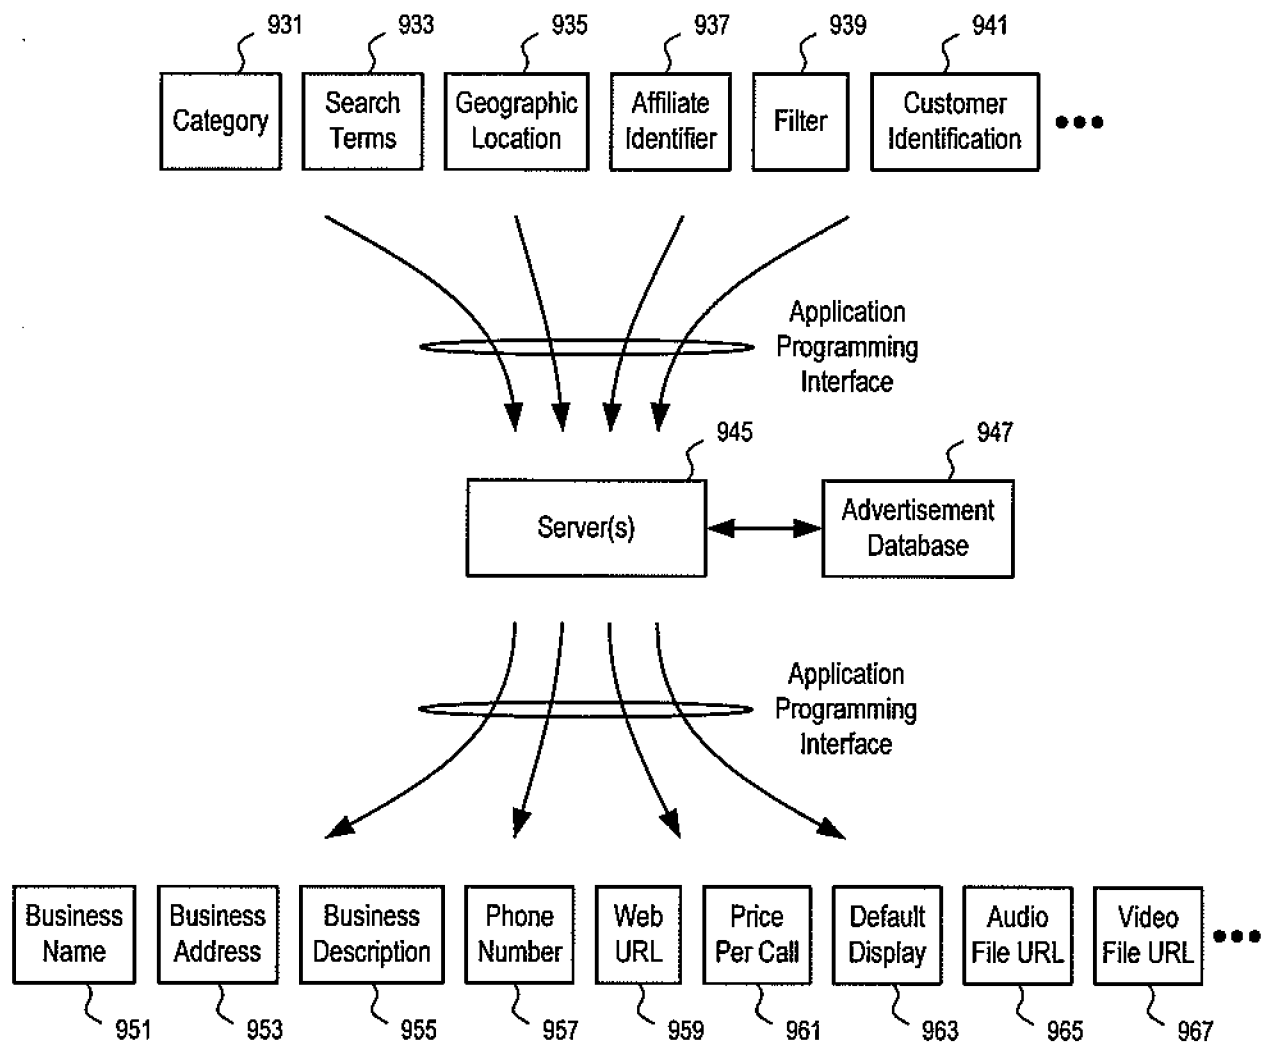 931 933 935 937 939 941
Category
Search
Terms
Geographic
Location
Affiliate
Identifier
Filter
Customer
Identification
Application
Programming
Interface
945 947
Server(s)
Advertisement
Database
Application
Programming
Interface
Business
Name
Business
Address
Business
Description
Phone
Number
Web
URL
Price
Per Call
Default
Display
Audio
File URL
Video
File URL
951 953 955 957 959 961 963 965 967